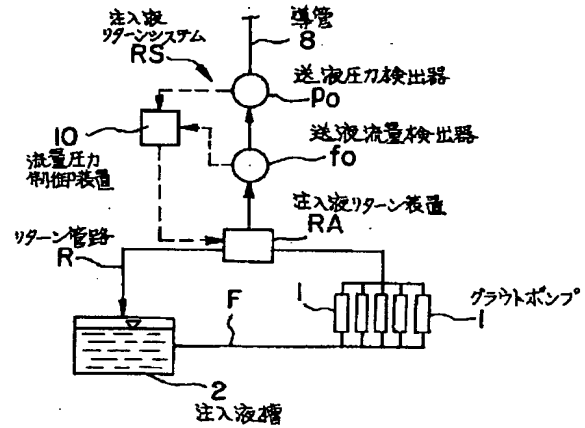 導管
8
注入液
リターンシステム
RS
送液圧力検出器
Po
10
流量圧力
制御装置
送液流量検出器
fo
注入液リターン装置
RA
リターン管路
R
F
1
グラウトポンプ
1
2
注入液槽